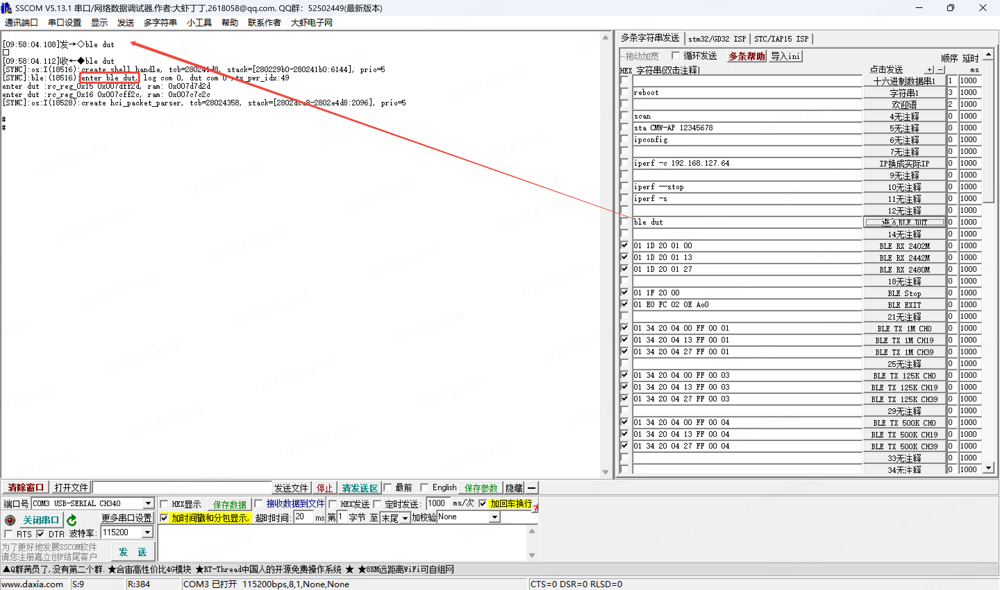 SSCOM V5.13.1 串口/网络数据调试器,作者:大虾丁丁,2618058@qq.com. QQ群: 52502449(最新版本)
通讯端口 串口设置 显示 发送 多字符串 小工具 帮助 联系作者 大虾电子网
[09:58:04.108]发→◇ble dut
□
[09:58:04.112]收←◆ble dut
[SYNC]:os:I(18516):create shell_handle, tcb=280241d8, stack=[280229b0-280241b0:6144], prio=5
[SYNC]:ble:(18516):enter ble dut, log com 0, dut com 0 ,tx_pwr_idx:49
enter dut :rc_reg_0x15 0x007dff2d, ram: 0x007d7d2d
enter dut :rc_reg_0x16 0x007cff2c, ram: 0x007c7c2c
[SYNC]:os:I(18528):create hci_packet_parser, tcb=28024358, stack=[2802dca8-2802e4d8:2096], prio=5
#
#
多条字符串发送 stm32/GD32 ISP STC/IAP15 ISP
←拖动加宽 循环发送 多条帮助 导入ini 顺序 延时
HEX 字符串(双击注释) 点击发送 + − ms
十六进制数据串1 1 1000
reboot 字符串1 3 1000
欢迎语 2 1000
scan 4无注释 0 1000
sta CMW-AP 12345678 5无注释 0 1000
ipconfig 6无注释 0 1000
7无注释 0 1000
iperf -c 192.168.127.64 IP换成实际IP 0 1000
9无注释 0 1000
iperf --stop 10无注释 0 1000
iperf -s 11无注释 0 1000
12无注释 0 1000
ble dut 进入BLE DUT 0 1000
14无注释 0 1000
01 1D 20 01 00 BLE RX 2402M 0 1000
01 1D 20 01 13 BLE RX 2442M 0 1000
01 1D 20 01 27 BLE RX 2480M 0 1000
18无注释 0 1000
01 1F 20 00 BLE Stop 0 1000
01 E0 FC 02 0E Ao0 BLE EXIT 0 1000
21无注释 0 1000
01 34 20 04 00 FF 00 01 BLE TX 1M CH0 0 1000
01 34 20 04 13 FF 00 01 BLE TX 1M CH19 0 1000
01 34 20 04 27 FF 00 01 BLE TX 1M CH39 0 1000
25无注释 0 1000
01 34 20 04 00 FF 00 03 BLE TX 125K CH0 0 1000
01 34 20 04 13 FF 00 03 BLE TX 125K CH19 0 1000
01 34 20 04 27 FF 00 03 BLE TX 125K CH39 0 1000
29无注释 0 1000
01 34 20 04 00 FF 00 04 BLE TX 500K CH0 0 1000
01 34 20 04 13 FF 00 04 BLE TX 500K CH19 0 1000
01 34 20 04 27 FF 00 04 BLE TX 500K CH39 0 1000
33无注释 0 1000
34无注释 0 1000
清除窗口 打开文件 发送文件 停止 清发送区 最前 English 保存参数 隐藏 —
端口号 COM3 USB-SERIAL CH340 HEX显示 保存数据 接收数据到文件 HEX发送 定时发送: 1000 ms/次 加回车换行 ?
关闭串口 更多串口设置 加时间戳和分包显示, 超时时间: 20 ms 第 1 字节 至 末尾 加校验 None
RTS DTR 波特率: 115200
为了更好地发展SSCOM软件
请您注册嘉立创F结尾客户
发 送
▲Q群满员了,没有第二个群. ★合宙高性价比4G模块 ★RT-Thread中国人的开源免费操作系统 ★ ★8KM远距离WiFi可自组网
www.daxia.com S:9 R:384 COM3 已打开 115200bps,8,1,None,None CTS=0 DSR=0 RLSD=0
涂鸦智能-6116